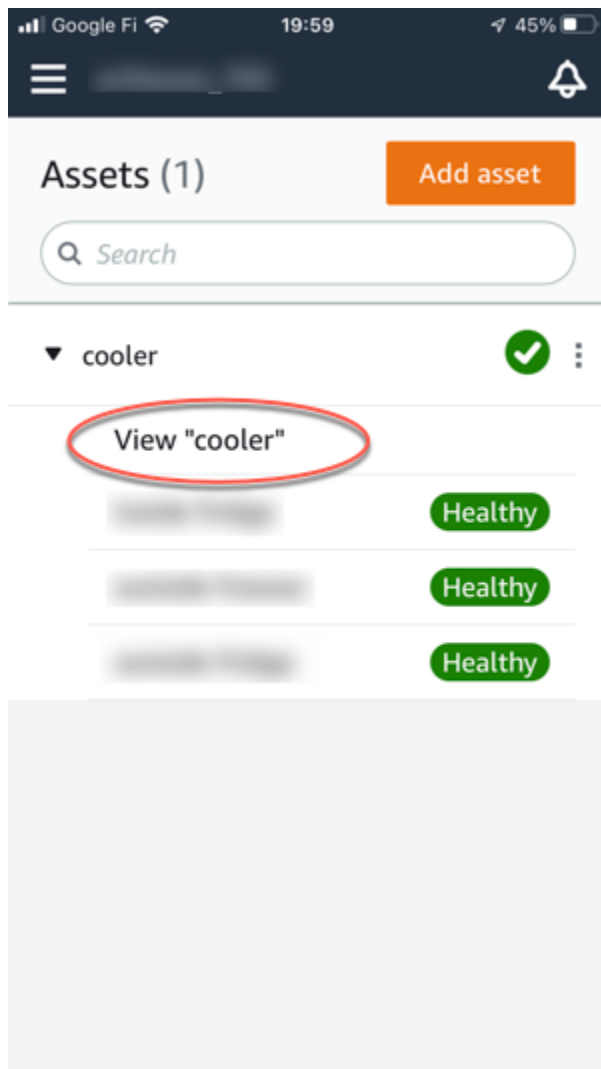 Google Fi 19:59 45%
Assets (1) Add asset
Search
cooler
View "cooler"
Healthy
Healthy
Healthy